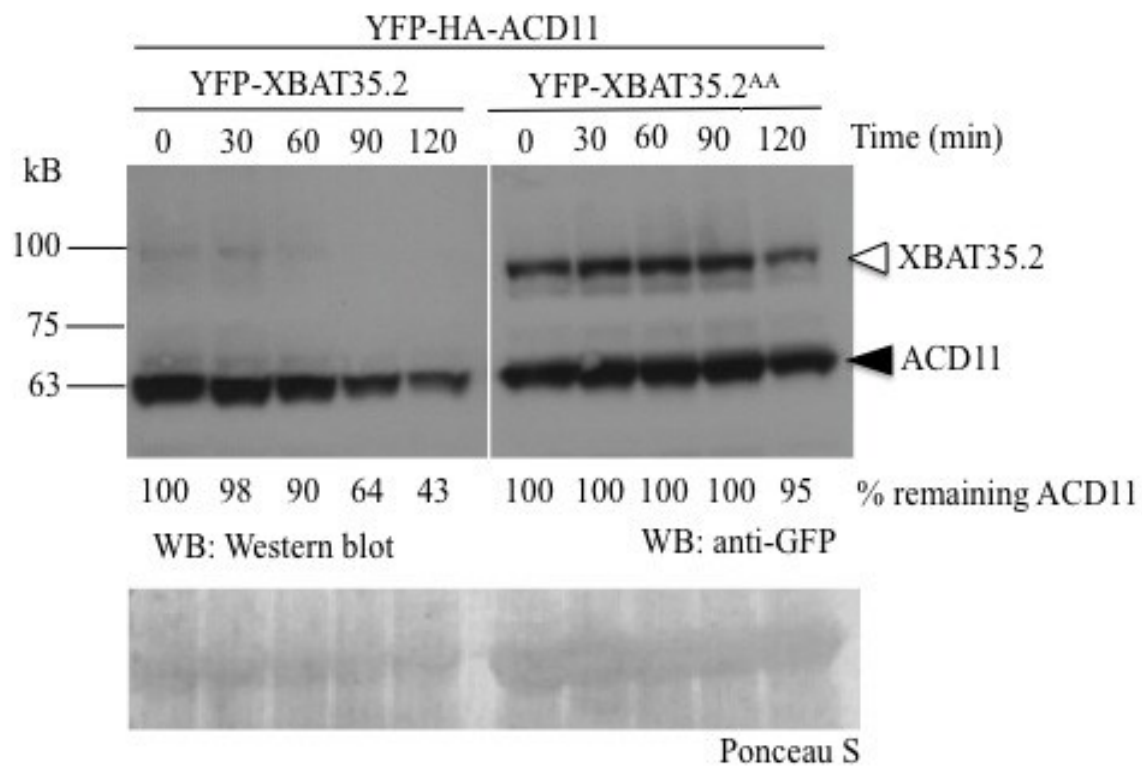 YFP-HA-ACD11
YFP-XBAT35.2 YFP-XBAT35.2ᴬᴬ
0 30 60 90 120 0 30 60 90 120 Time (min)
kB
100
XBAT35.2
75
ACD11
63
100 98 90 64 43 100 100 100 100 95 % remaining ACD11
WB: Western blot WB: anti-GFP
Ponceau S